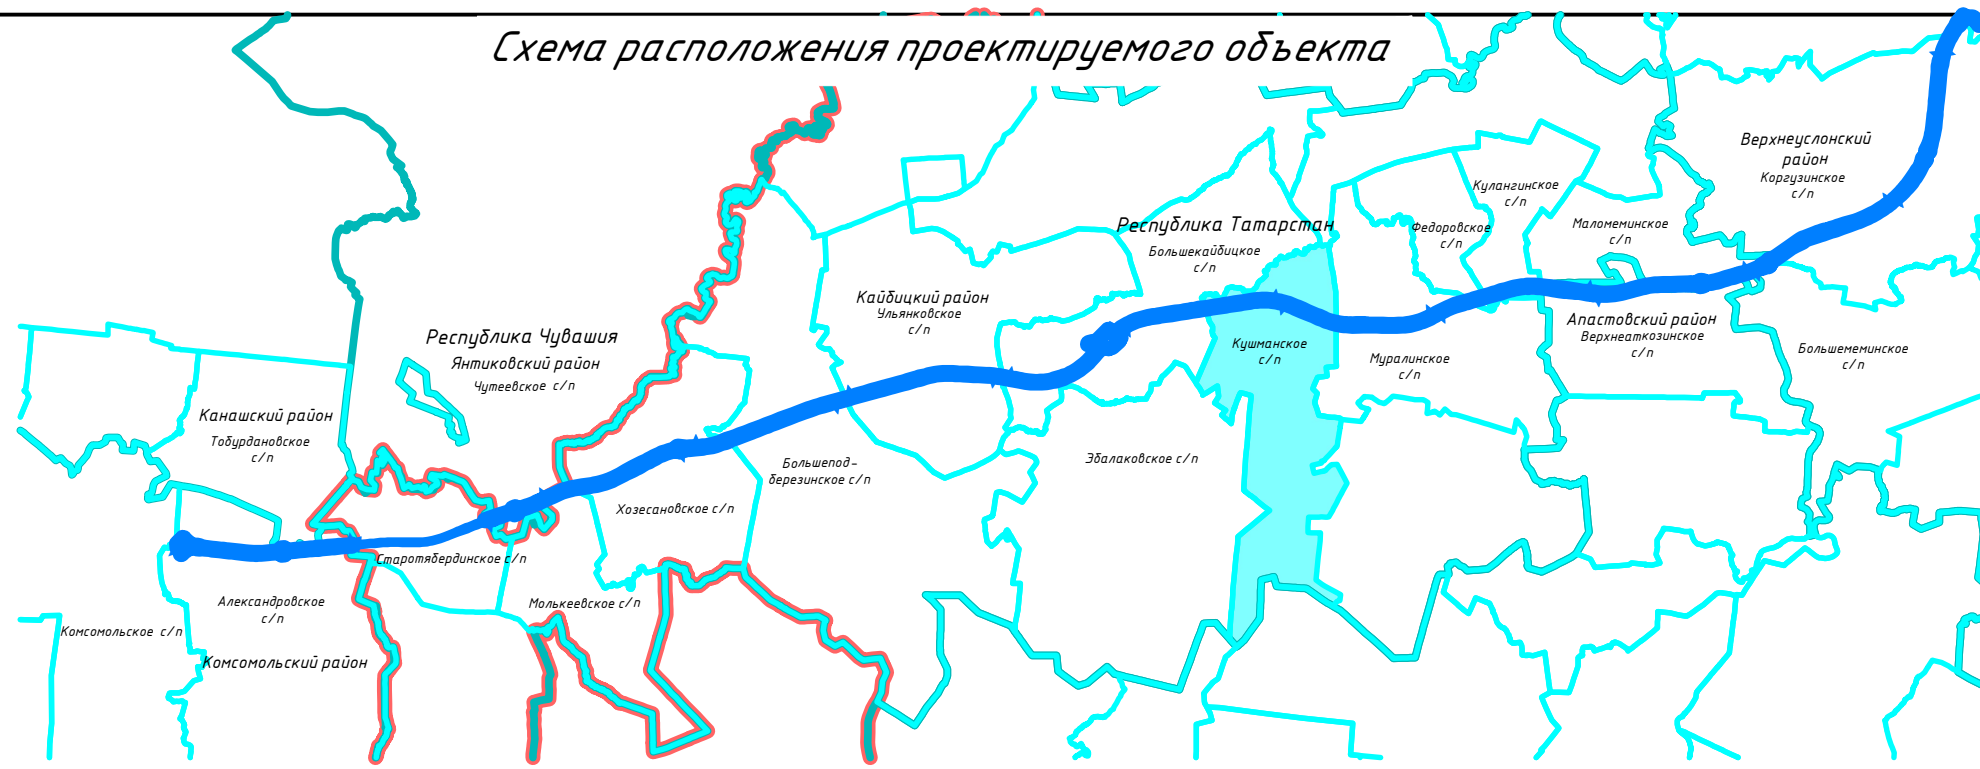 Схема расположения проектируемого объекта
Верхнеуслонский
район
Коргузинское
с/п
Кулангинское
с/п
Республика Татарстан
Федоровское
с/п
Маломеминское
с/п
Большекайбицкое
с/п
Кайбицкий район
Ульянковское
с/п
Апастовский район
Верхнеаткозинское
с/п
Республика Чувашия
Янтиковский район
Чутеевское с/п
Кушманское
с/п
Муралинское
с/п
Большемеминское
с/п
Канашский район
Тобурдановское
с/п
Большепод-
березинское с/п
Эбалаковское с/п
Хозесановское с/п
Старотябердинское с/п
Александровское
с/п
Молькеевское с/п
Комсомольское с/п
Комсомольский район